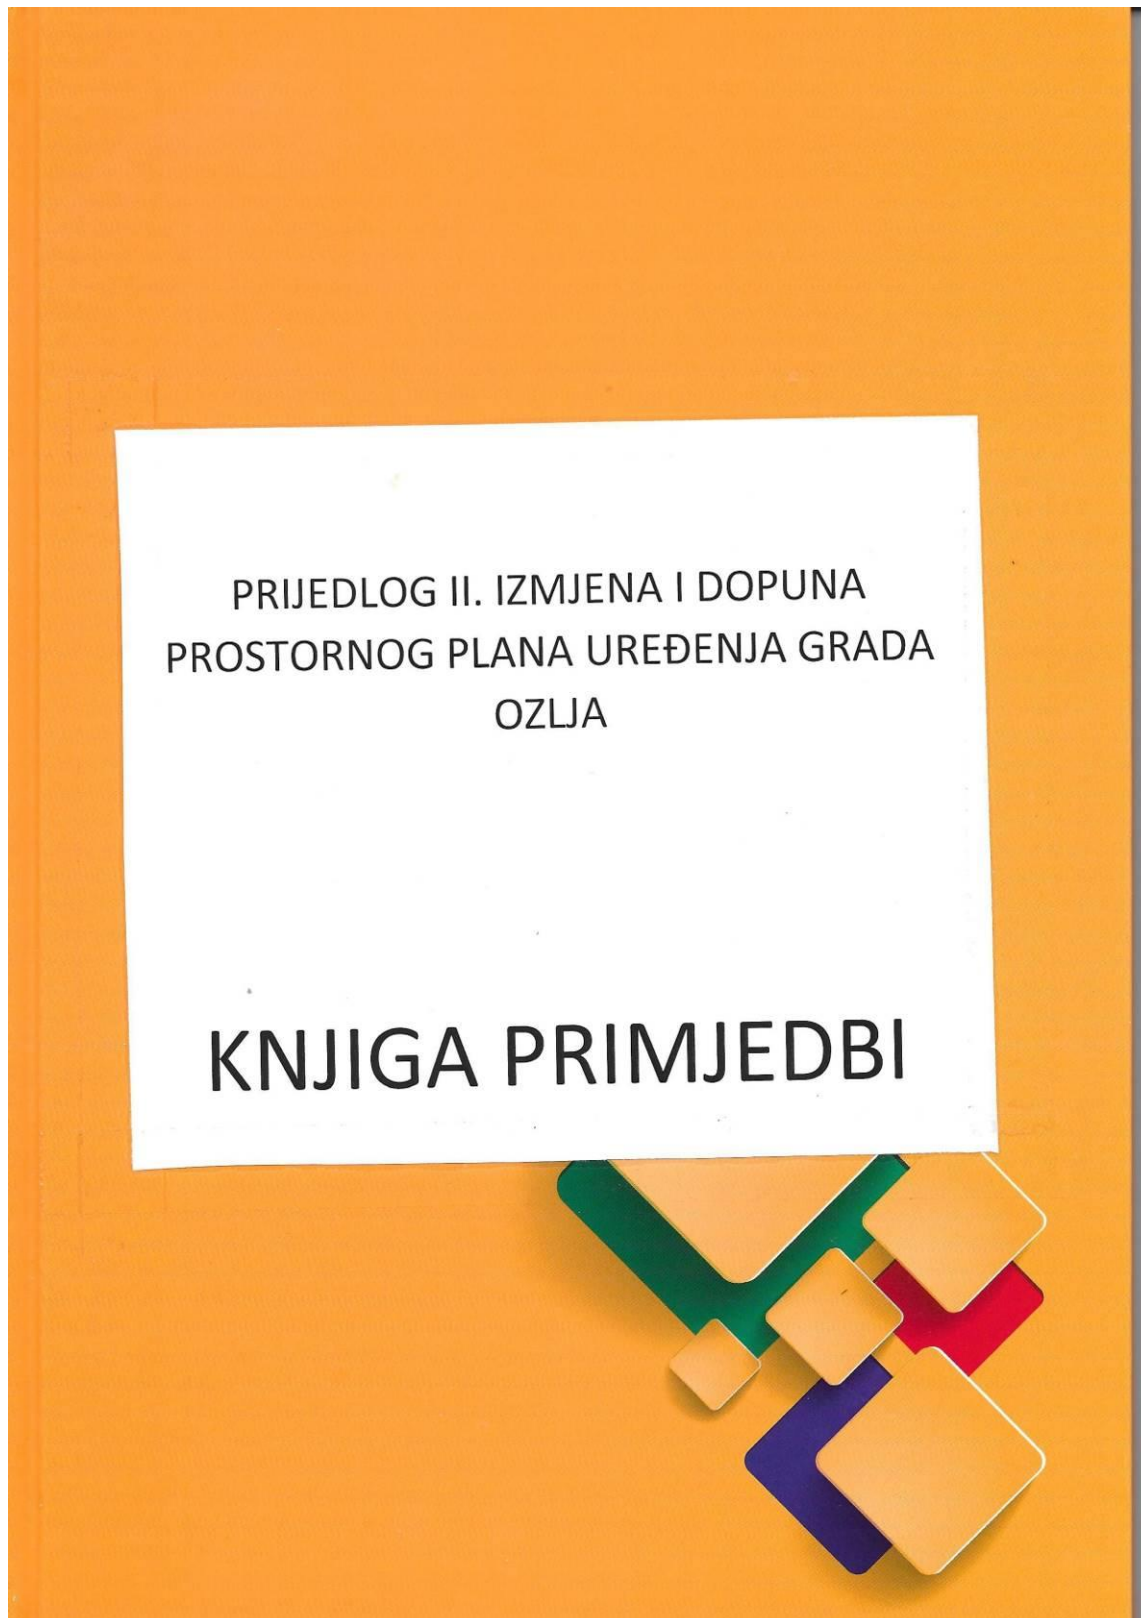 PRIJEDLOG II. IZMJENA I DOPUNA
PROSTORNOG PLANA UREĐENJA GRADA
OZLJA
KNJIGA PRIMJEDBI